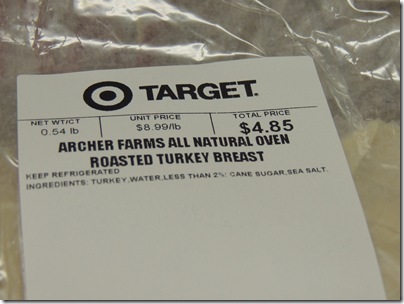 TARGET.
NET WT/CT UNIT PRICE TOTAL PRICE
0.54 lb $8.99/lb $4.85
ARCHER FARMS ALL NATURAL OVEN
ROASTED TURKEY BREAST
KEEP REFRIGERATED
INGREDIENTS: TURKEY,WATER,LESS THAN 2%: CANE SUGAR,SEA SALT.